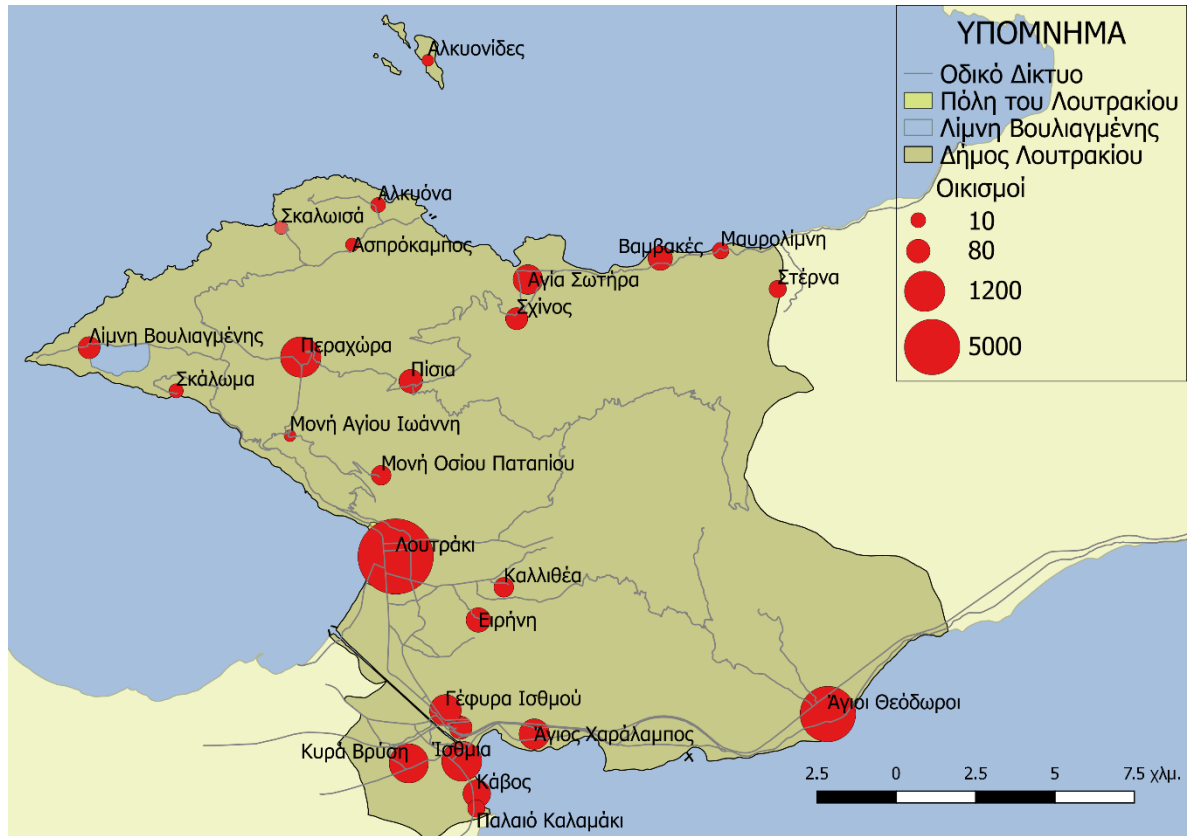 Αλκυονίδες
ΥΠΟΜΝΗΜΑ
Οδικό Δίκτυο
Πόλη του Λουτρακίου
Λίμνη Βουλιαγμένης
Δήμος Λουτρακίου
Οικισμοί
10
80
1200
5000
Αλκυόνα
Σκαλωισά
Ασπρόκαμπος
Βαμβακές
Μαυρολίμνη
Αγία Σωτήρα
Στέρνα
Σχίνος
Λίμνη Βουλιαγμένης
Περαχώρα
Πίσια
Σκάλωμα
Μονή Αγίου Ιωάννη
Μονή Οσίου Παταπίου
Λουτράκι
Καλλιθέα
Ειρήνη
Γέφυρα Ισθμού
Άγιοι Θεόδωροι
Άγιος Χαράλαμπος
Κυρά Βρύση
Ίσθμια
Κάβος
Παλαιό Καλαμάκι
2.5 0 2.5 5 7.5 χλμ.